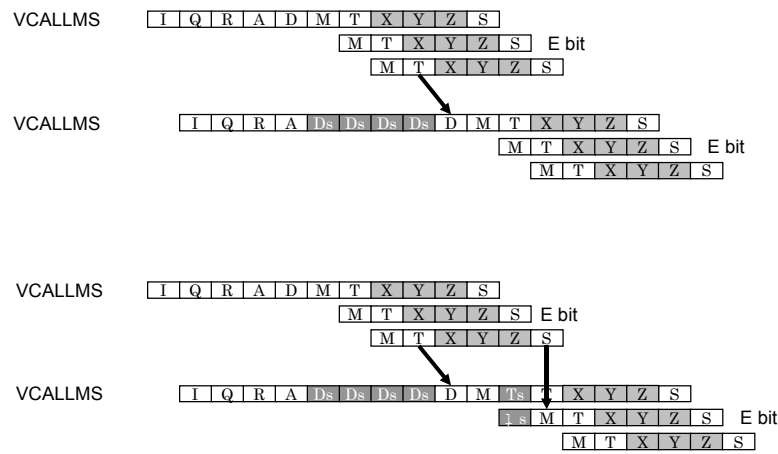 VCALLMS I Q R A D M T X Y Z S
M T X Y Z S E bit
M T X Y Z S
VCALLMS I Q R A Ds Ds Ds Ds D M T X Y Z S
M T X Y Z S E bit
M T X Y Z S
VCALLMS I Q R A D M T X Y Z S
M T X Y Z S E bit
M T X Y Z S
VCALLMS I Q R A Ds Ds Ds Ds D M Ts T X Y Z S
M T X Y Z S E bit
M T X Y Z S